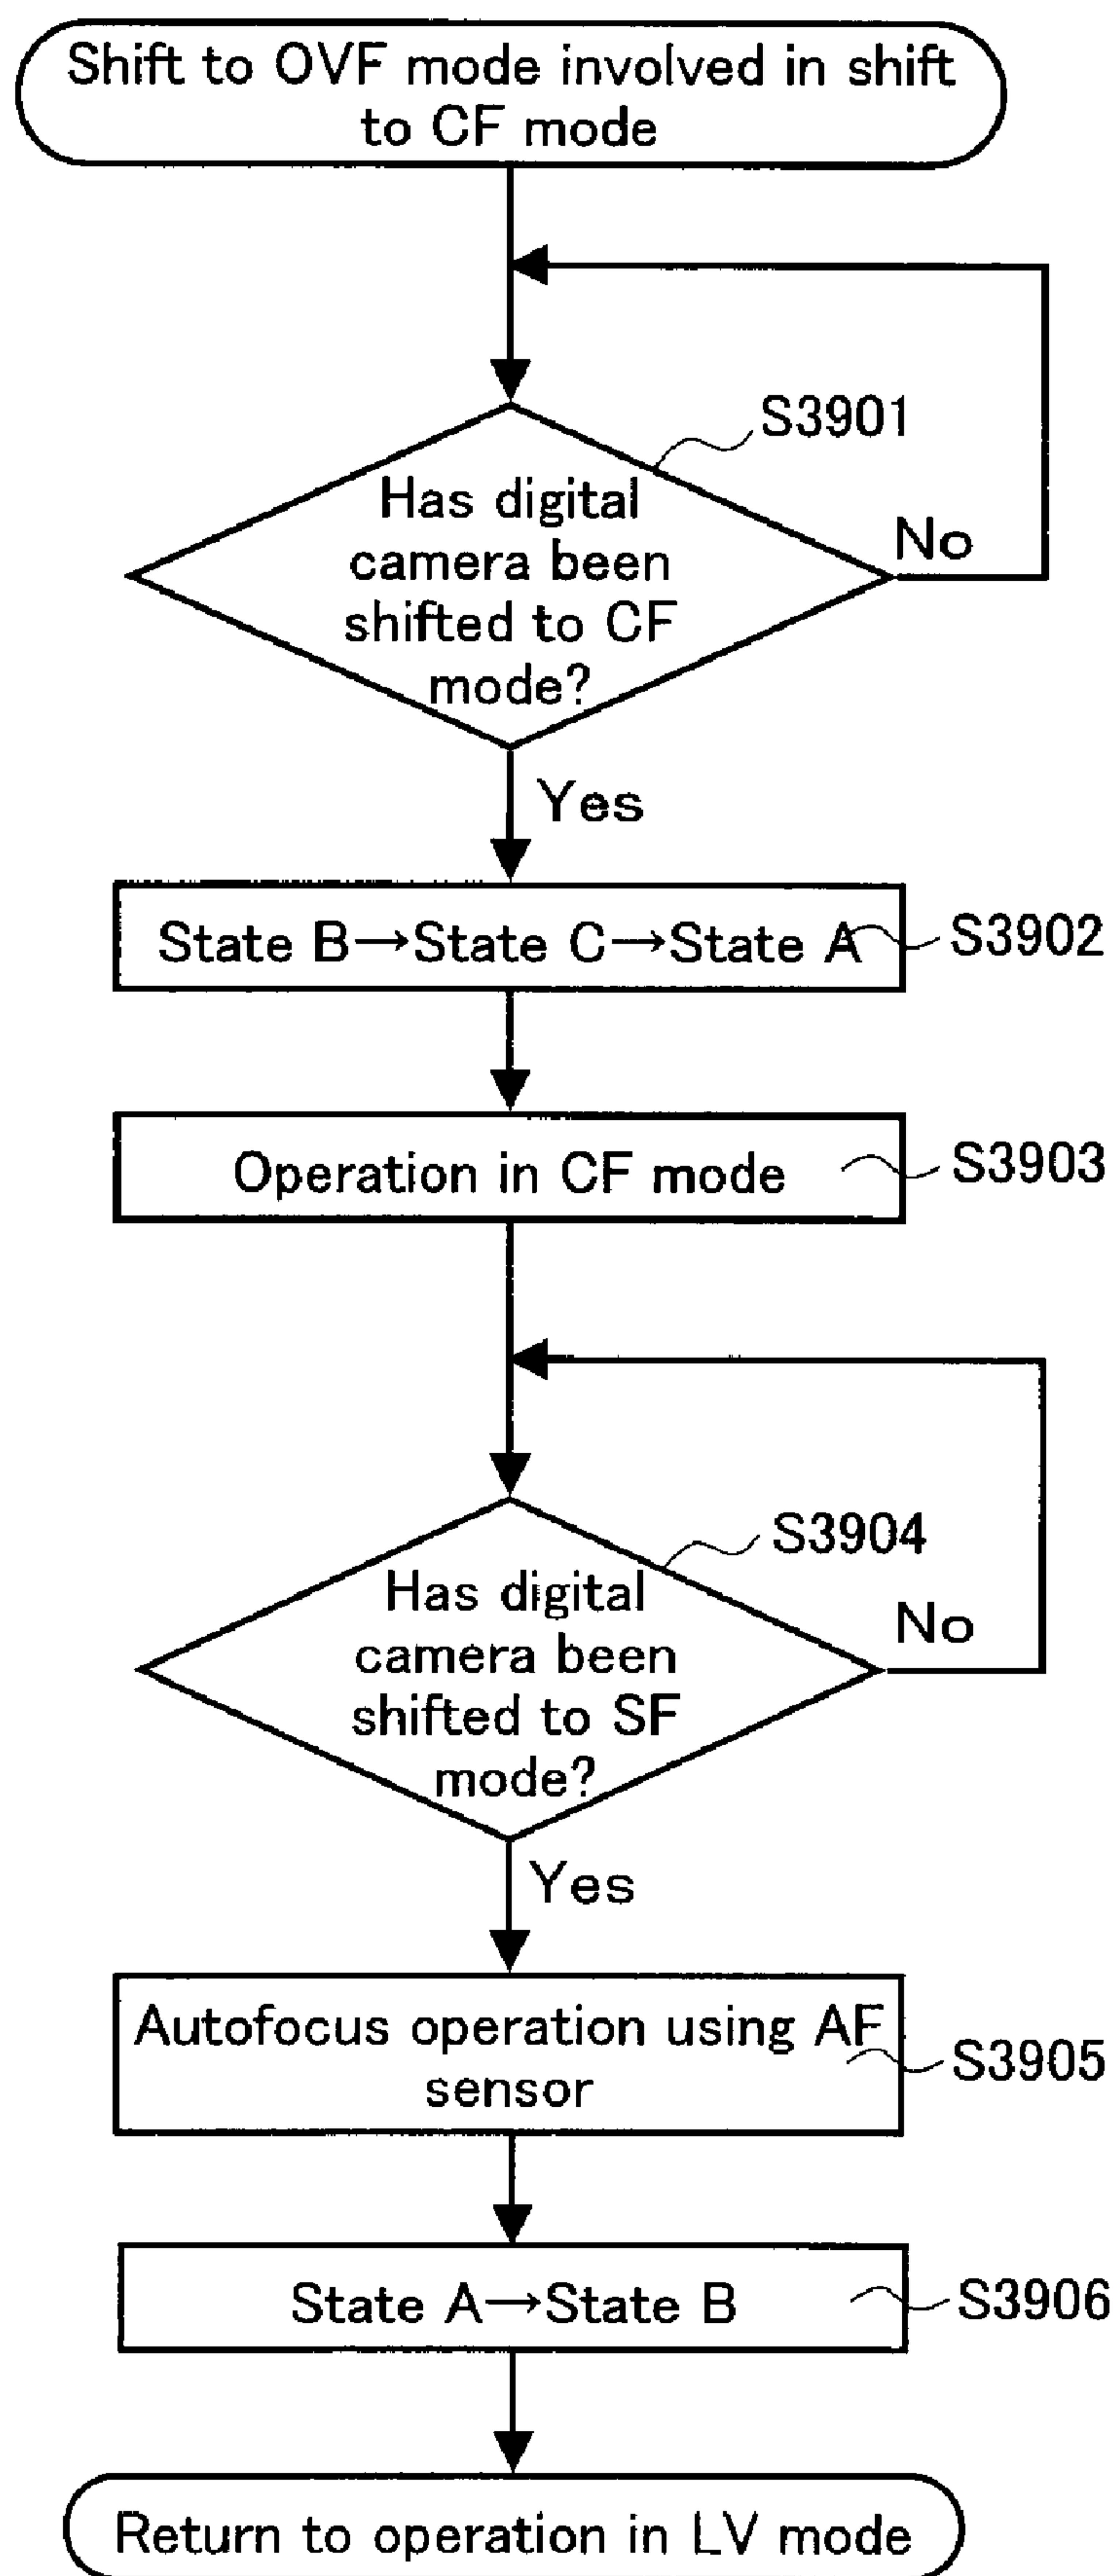 Shift to OVF mode involved in shift
to CF mode
S3901
Has digital
camera been
shifted to CF
mode?
No
Yes
State B→State C→State A
S3902
Operation in CF mode
S3903
S3904
Has digital
camera been
shifted to SF
mode?
No
Yes
Autofocus operation using AF
sensor
S3905
State A→State B
S3906
Return to operation in LV mode